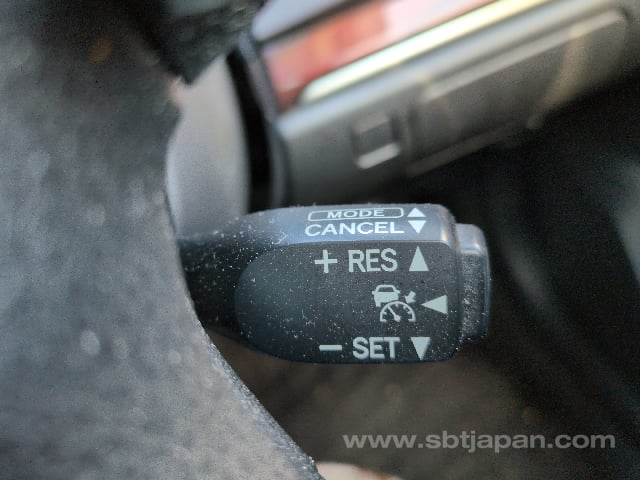 MODE
CANCEL
+ RES
- SET
www.sbtjapan.com